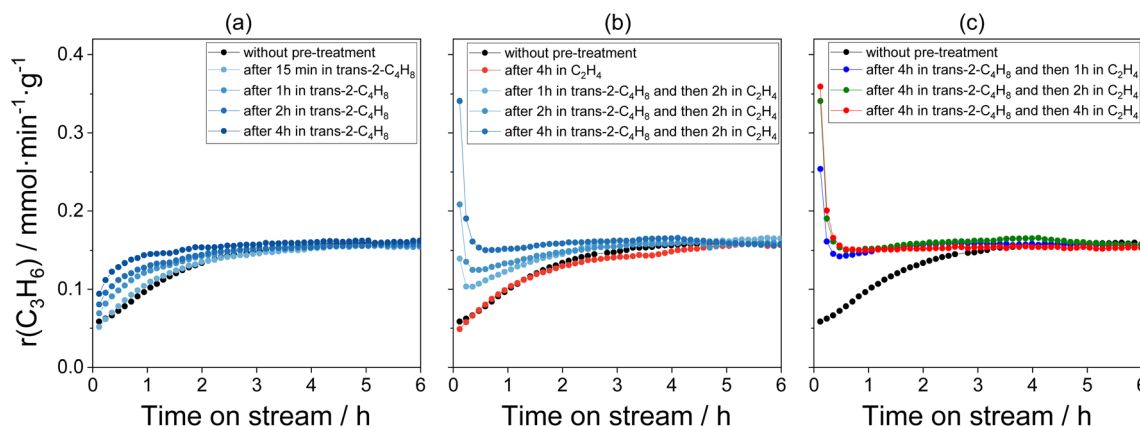 (a)
(b)
(c)
r(C₃H₆) / mmol·min⁻¹·g⁻¹
0.4
0.3
0.2
0.1
0.0
without pre-treatment
after 15 min in trans-2-C₄H₈
after 1h in trans-2-C₄H₈
after 2h in trans-2-C₄H₈
after 4h in trans-2-C₄H₈
0 1 2 3 4 5 6
Time on stream / h
without pre-treatment
after 4h in C₂H₄
after 1h in trans-2-C₄H₈ and then 2h in C₂H₄
after 2h in trans-2-C₄H₈ and then 2h in C₂H₄
after 4h in trans-2-C₄H₈ and then 2h in C₂H₄
0 1 2 3 4 5 6
Time on stream / h
without pre-treatment
after 4h in trans-2-C₄H₈ and then 1h in C₂H₄
after 4h in trans-2-C₄H₈ and then 2h in C₂H₄
after 4h in trans-2-C₄H₈ and then 4h in C₂H₄
0 1 2 3 4 5 6
Time on stream / h